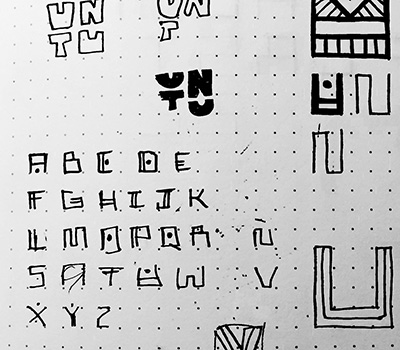 UN UN
TU T
UN
TU
U N
N
A B C D E
F G H I J K
L M O P Q R N
S T U W V
X Y Z
U